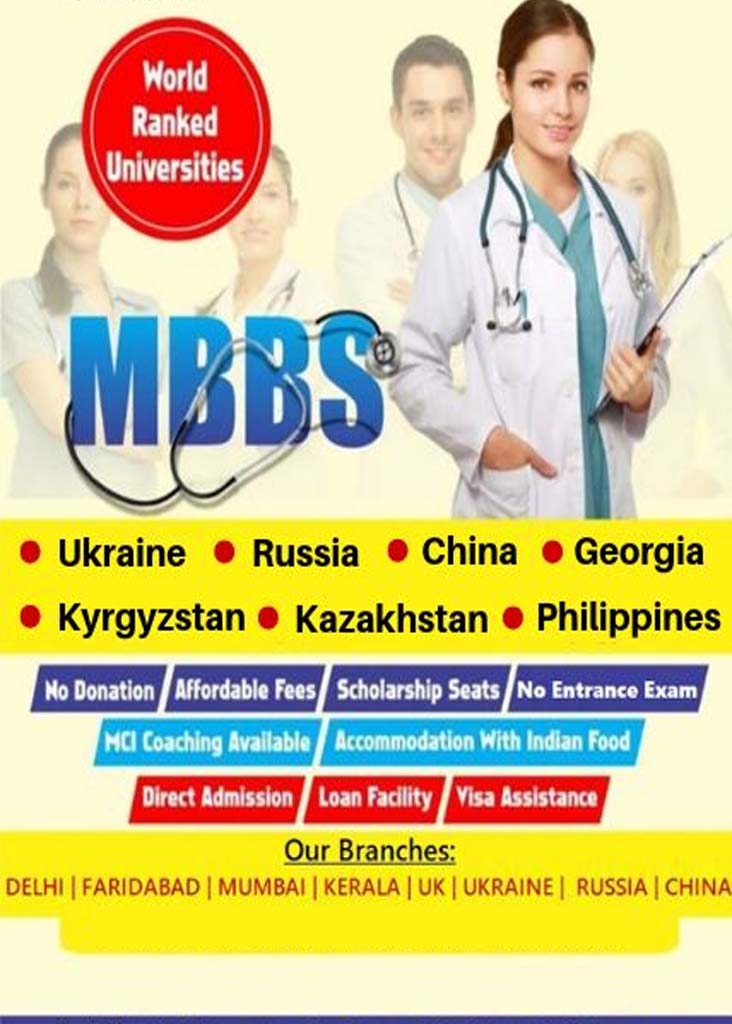 World
Ranked
Universities
MBBS
• Ukraine • Russia • China • Georgia
• Kyrgyzstan • Kazakhstan • Philippines
No Donation Affordable Fees Scholarship Seats No Entrance Exam
MCI Coaching Available Accommodation With Indian Food
Direct Admission Loan Facility Visa Assistance
Our Branches:
DELHI | FARIDABAD | MUMBAI | KERALA | UK | UKRAINE | RUSSIA | CHINA